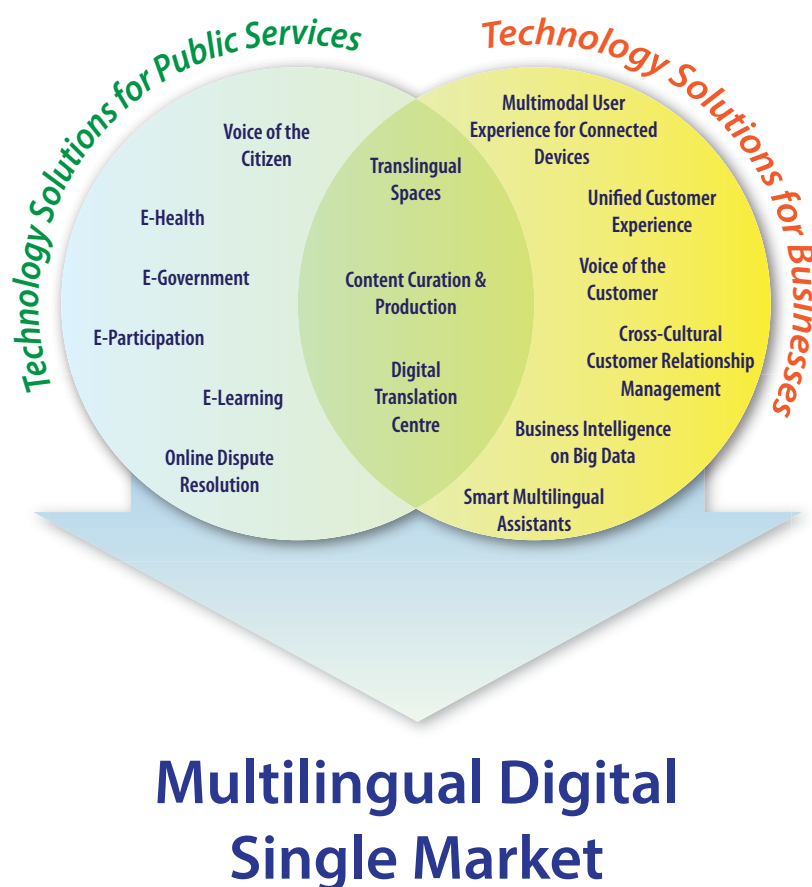 Technology Solutions for Public Services
Technology Solutions for Businesses
Voice of the
Citizen
E-Health
E-Government
E-Participation
E-Learning
Online Dispute
Resolution
Translingual
Spaces
Content Curation &
Production
Digital
Translation
Centre
Multimodal User
Experience for Connected
Devices
Unified Customer
Experience
Voice of the
Customer
Cross-Cultural
Customer Relationship
Management
Business Intelligence
on Big Data
Smart Multilingual
Assistants
Multilingual Digital
Single Market